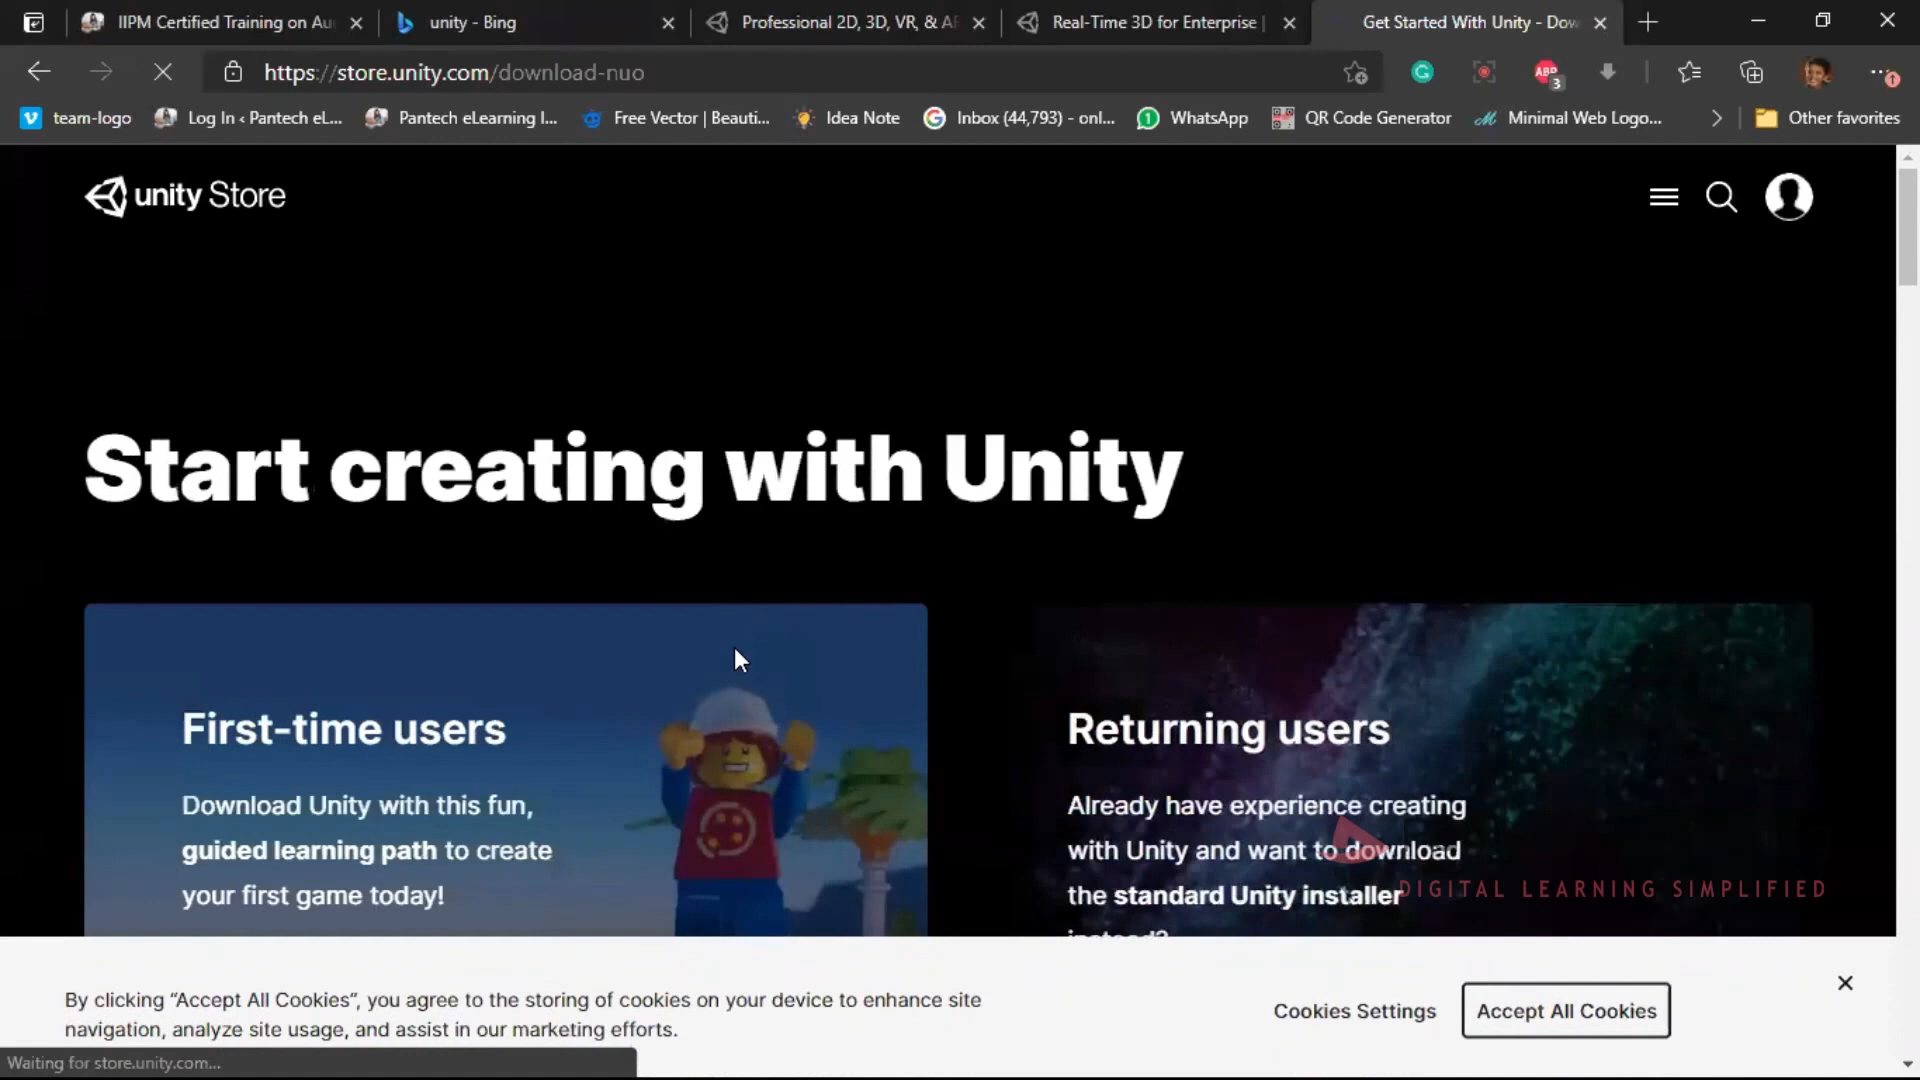 IIPM Certified Training on Au
unity - Bing
Professional 2D, 3D, VR, & AR
Real-Time 3D for Enterprise |
Get Started With Unity - Dow
https://store.unity.com/download-nuo
ABP
3
team-logo
Log In ‹ Pantech eL...
Pantech eLearning I...
Free Vector | Beauti...
Idea Note
Inbox (44,793) - onl...
WhatsApp
QR Code Generator
Minimal Web Logo...
Other favorites
unity Store
Start creating with Unity
First-time users
Download Unity with this fun,
guided learning path to create
your first game today!
Returning users
Already have experience creating
with Unity and want to download
the standard Unity installer
instead?
DIGITAL LEARNING SIMPLIFIED
By clicking “Accept All Cookies”, you agree to the storing of cookies on your device to enhance site
navigation, analyze site usage, and assist in our marketing efforts.
Cookies Settings
Accept All Cookies
Waiting for store.unity.com...